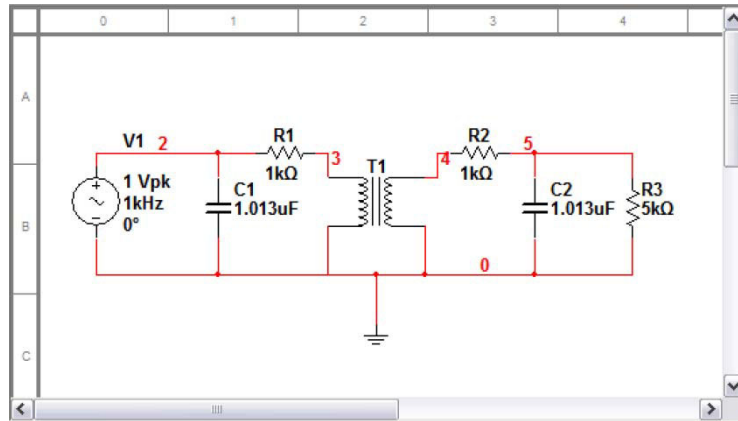 0 1 2 3 4
A
B
C
V1 2
1 Vpk
1kHz
0°
C1
1.013uF
R1
1kΩ
3
T1
4
R2
1kΩ
5
C2
1.013uF
R3
5kΩ
0